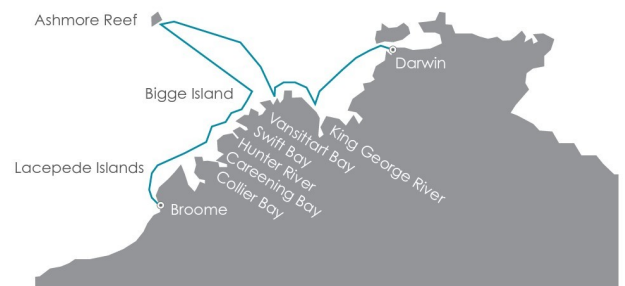 Ashmore Reef
Darwin
Bigge Island
Vansittart Bay
King George River
Swift Bay
Hunter River
Careening Bay
Collier Bay
Lacepede Islands
Broome